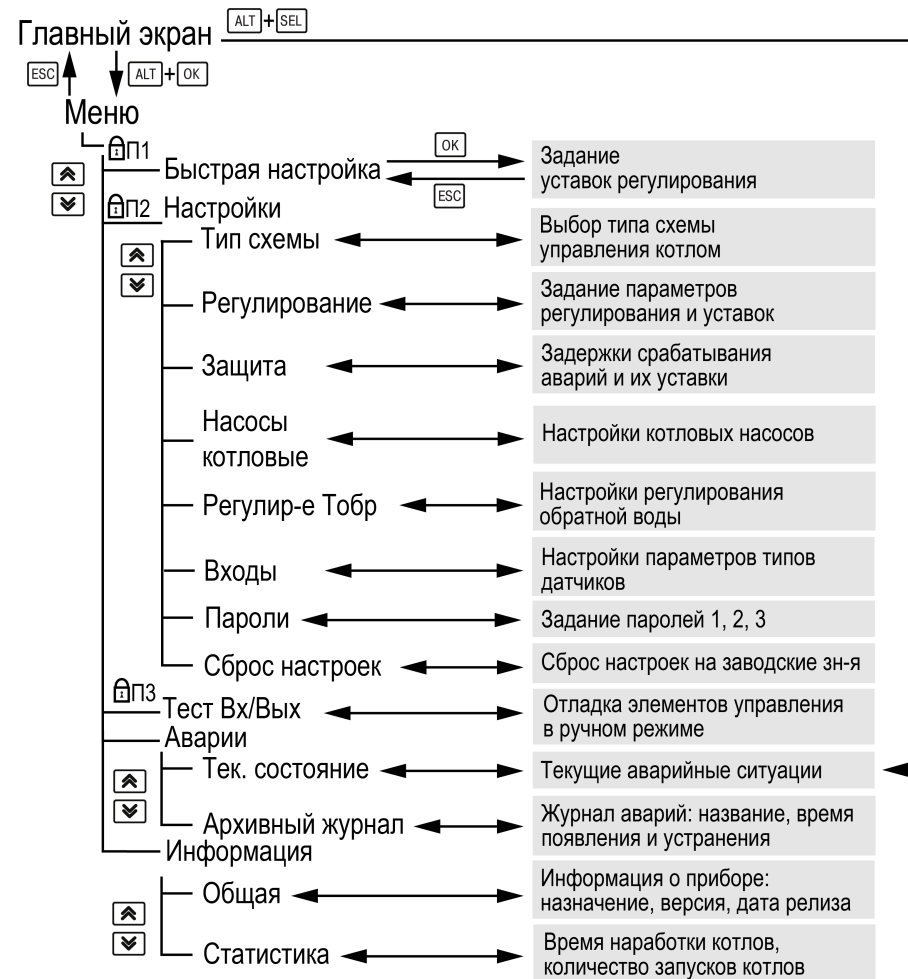 Главный экран
ALT + SEL
ESC
ALT + OK
Меню
П1
Быстрая настройка
OK
ESC
Задание
уставок регулирования
П2
Настройки
Тип схемы
Выбор типа схемы
управления котлом
Регулирование
Задание параметров
регулирования и уставок
Защита
Задержки срабатывания
аварий и их уставки
Насосы
котловые
Настройки котловых насосов
Регулир-е Тобр
Настройки регулирования
обратной воды
Входы
Настройки параметров типов
датчиков
Пароли
Задание паролей 1, 2, 3
Сброс настроек
Сброс настроек на заводские зн-я
П3
Тест Вх/Вых
Отладка элементов управления
в ручном режиме
Аварии
Тек. состояние
Текущие аварийные ситуации
Архивный журнал
Журнал аварий: название, время
появления и устранения
Информация
Общая
Информация о приборе:
назначение, версия, дата релиза
Статистика
Время наработки котлов,
количество запусков котлов